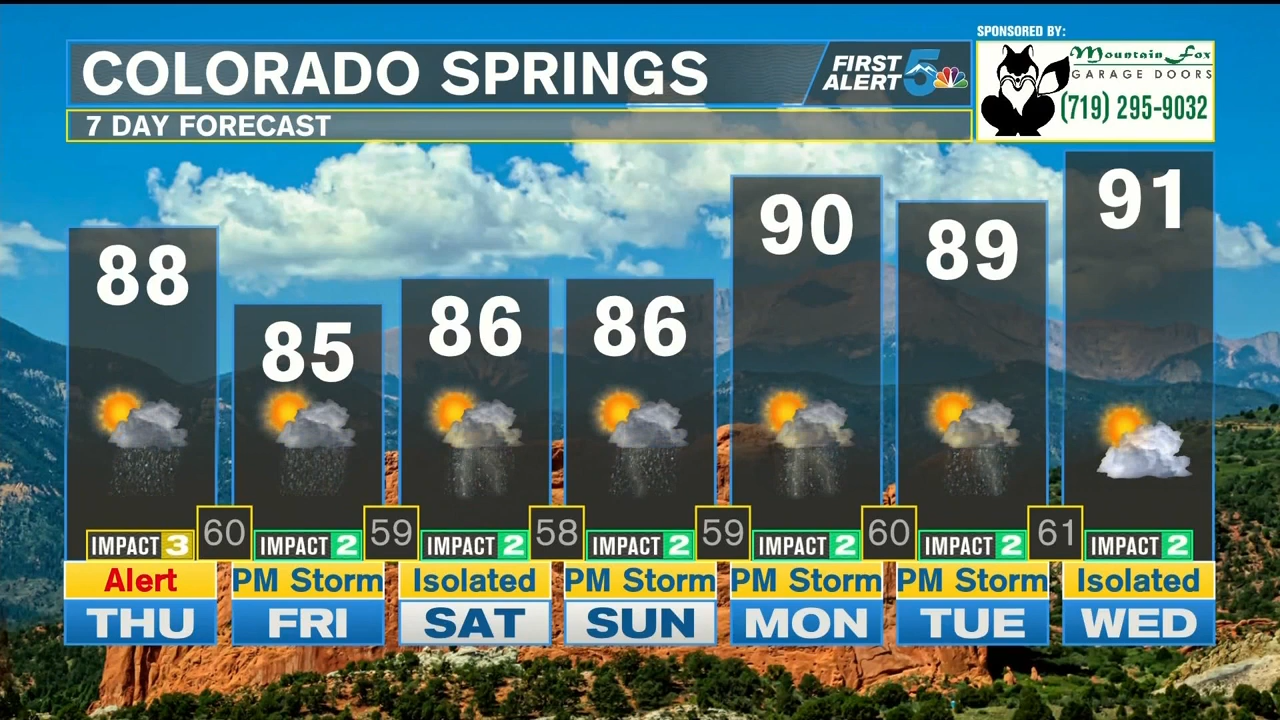 SPONSORED BY:
COLORADO SPRINGS
FIRST
ALERT 5
Mountain Fox
GARAGE DOORS
(719) 295-9032
7 DAY FORECAST
88
85
86
86
90
89
91
60
59
58
59
60
61
IMPACT 3
IMPACT 2
IMPACT 2
IMPACT 2
IMPACT 2
IMPACT 2
IMPACT 2
Alert
PM Storm
Isolated
PM Storm
PM Storm
PM Storm
Isolated
THU
FRI
SAT
SUN
MON
TUE
WED